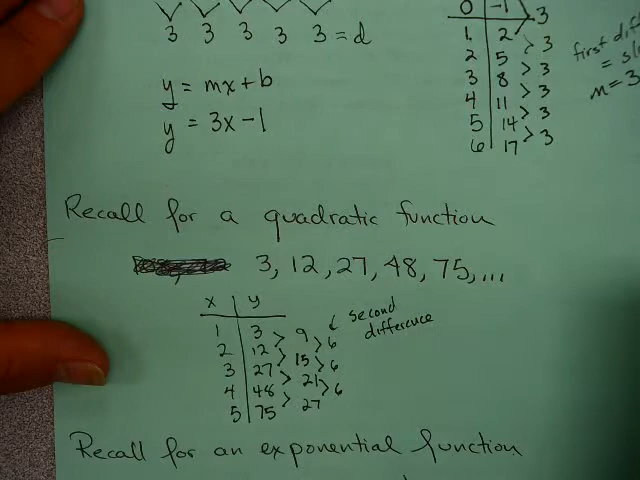 3 3 3 3 3 = d
y = mx + b
y = 3x - 1
0 | -1 > 3
1 | 2 > 3
2 | 5 > 3
3 | 8 > 3
4 | 11 > 3
5 | 14 > 3
6 | 17
first
=
m = 3
Recall for a quadratic function
3, 12, 27, 48, 75, ...
x | y
1 | 3 > 9 > 6
2 | 12 > 15 > 6
3 | 27 > 21 > 6
4 | 48 > 27
5 | 75
second
difference
Recall for an exponential function